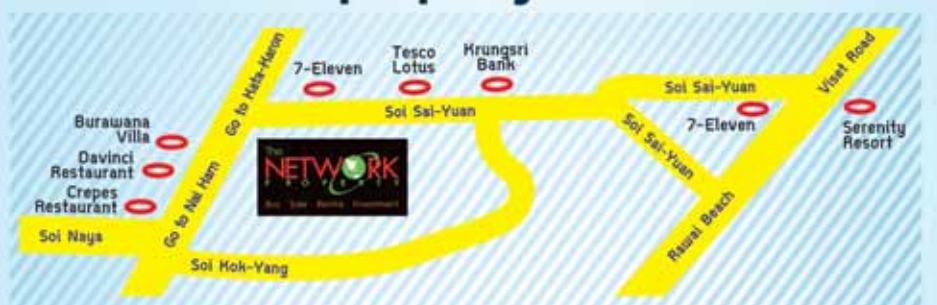 Go to Kata-Karon
7-Eleven
Tesco
Lotus
Krungsri
Bank
Soi Sai-Yuan
Soi Sai-Yuan
Viset Road
7-Eleven
Serenity
Resort
Soi Sai-Yuan
Burawana
Villa
Davinci
Restaurant
Crepes
Restaurant
The
NETWORK
PROPERTY
Buy Sale Rental Investment
Go to Nai Harn
Soi Naya
Soi Kok-Yang
Rawai Beach